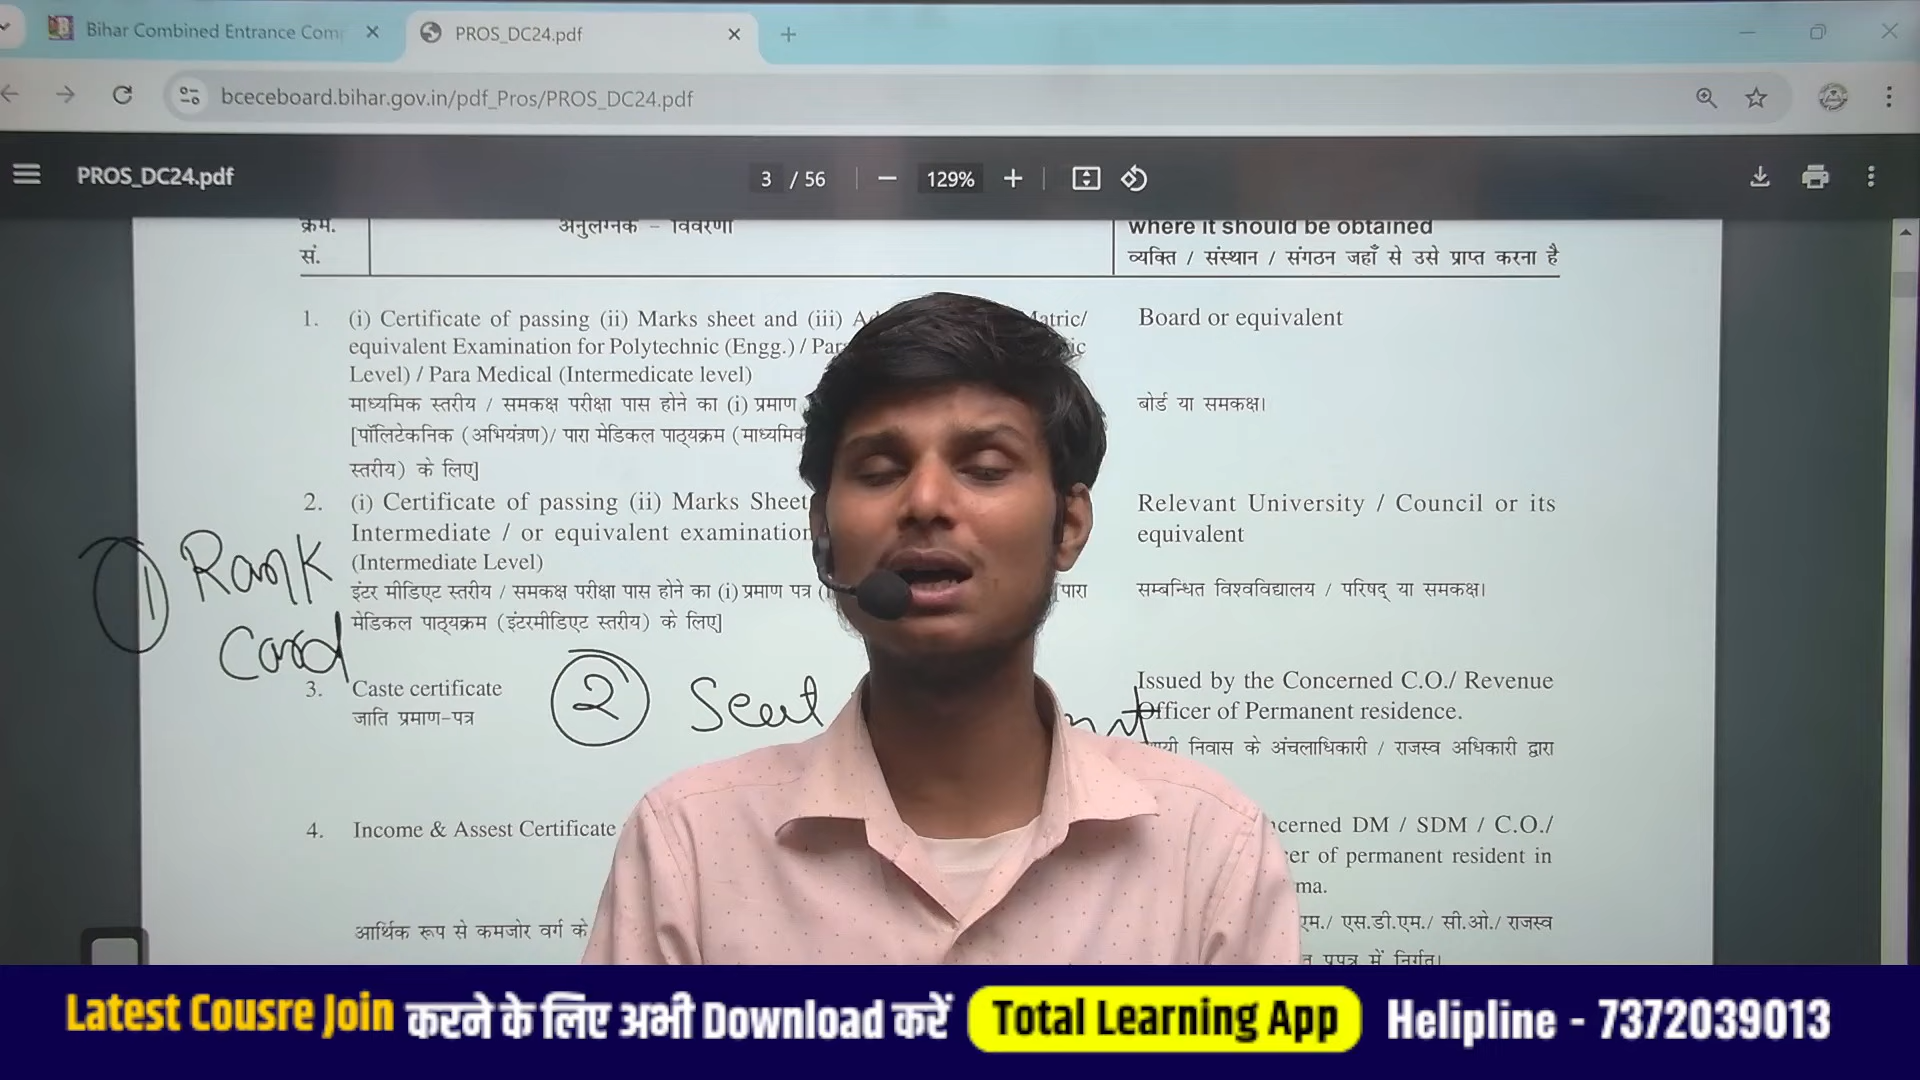 Bihar Combined Entrance Comp
PROS_DC24.pdf
bceceboard.bihar.gov.in/pdf_Pros/PROS_DC24.pdf
PROS_DC24.pdf
3 / 56
129%
क्रम. अनुलग्नक - विवरणी where it should be obtained
सं. व्यक्ति / संस्थान / संगठन जहाँ से उसे प्राप्त करना है
1. (i) Certificate of passing (ii) Marks sheet and (iii) Matric/ Board or equivalent
equivalent Examination for Polytechnic (Engg.) /
Level) / Para Medical (Intermedicate level)
माध्यमिक स्तरीय / समकक्ष परीक्षा पास होने का (i) प्रमाण बोर्ड या समकक्ष।
[पॉलिटेकनिक (अभियंत्रण)/ पारा मेडिकल पाठ्यक्रम (माध्यमिक
स्तरीय) के लिए]
2. (i) Certificate of passing (ii) Marks Sheet Relevant University / Council or its
Intermediate / or equivalent examination equivalent
(Intermediate Level)
इंटर मीडिएट स्तरीय / समकक्ष परीक्षा पास होने का (i) प्रमाण पत्र [पारा सम्बन्धित विश्वविद्यालय / परिषद् या समकक्ष।
मेडिकल पाठ्यक्रम (इंटरमीडिएट स्तरीय) के लिए]
1 Rank
Card
3. Caste certificate Issued by the Concerned C.O./ Revenue
जाति प्रमाण-पत्र Officer of Permanent residence.
2 Seat
निवास के अंचलाधिकारी / राजस्व अधिकारी द्वारा
4. Income & Assest Certificate DM / SDM / C.O./
of permanent resident in
आर्थिक रूप से कमजोर वर्ग के एस.डी.एम./ सी.ओ./ राजस्व
में निर्गत।
Latest Cousre Join करने के लिए अभी Download करें Total Learning App Helipline - 7372039013